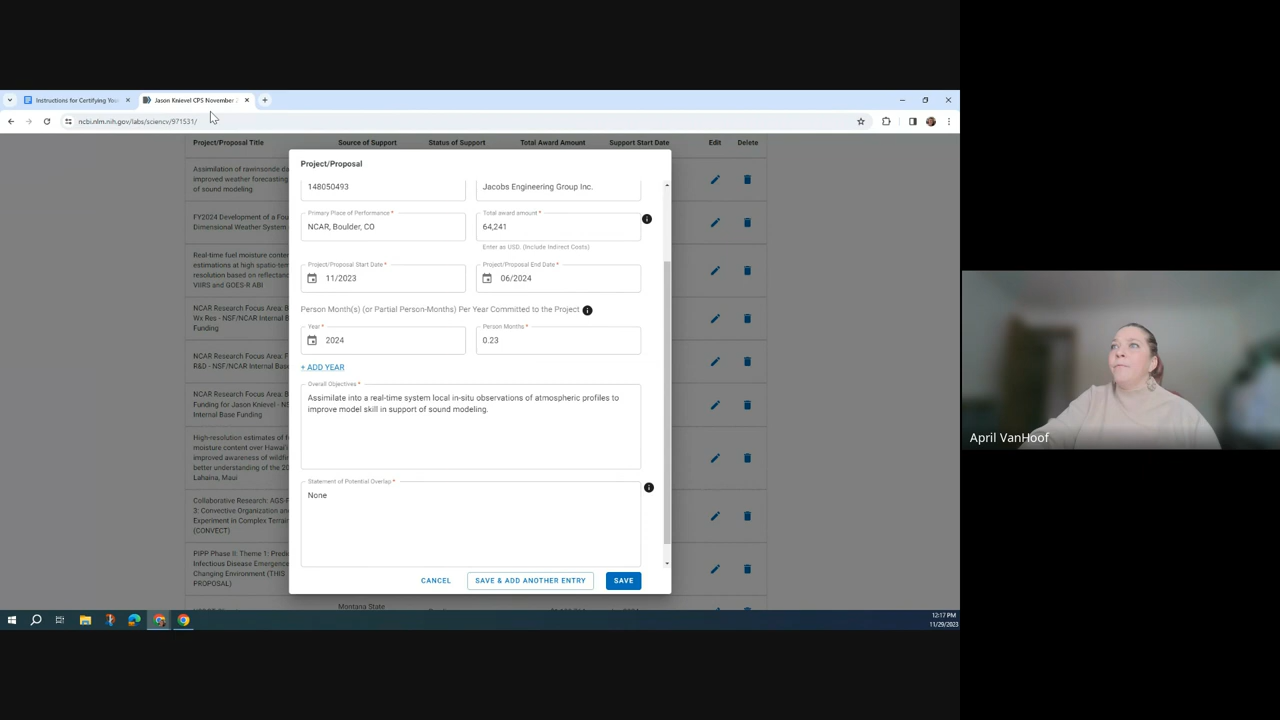 Instructions for Certifying You
Jason Knievel CPS November
ncbi.nlm.nih.gov/labs/sciencv/971531/
Project/Proposal Title Source of Support Status of Support Total Award Amount Support Start Date Edit Delete
Assimilation of rawinsonde da
improved weather forecasting
of sound modeling
FY2024 Development of a Fou
Dimensional Weather System
Real-time fuel moisture conten
estimations at high spatio-tem
resolution based on reflectanc
VIIRS and GOES-R ABI
NCAR Research Focus Area: B
Wx Res - NSF/NCAR Internal B
Funding
NCAR Research Focus Area: F
R&D - NSF/NCAR Internal Base
NCAR Research Focus Area: B
Funding for Jason Knievel - NS
Internal Base Funding
High-resolution estimates of f
moisture content over Hawai'i
improved awareness of wildfir
better understanding of the 20
Lahaina, Maui
Collaborative Research: AGS-F
3: Convective Organization and
Experiment in Complex Terrain
(CONVECT)
PIPP Phase II: Theme 1: Prede
Infectious Disease Emergence
Changing Environment (THIS
PROPOSAL)
Montana State
Project/Proposal
148050493
Jacobs Engineering Group Inc.
Primary Place of Performance *
NCAR, Boulder, CO
Total award amount *
64,241
Enter as USD. (Include Indirect Costs)
Project/Proposal Start Date *
11/2023
Project/Proposal End Date *
06/2024
Person Month(s) (or Partial Person-Months) Per Year Committed to the Project
Year *
2024
Person Months *
0.23
+ ADD YEAR
Overall Objectives *
Assimilate into a real-time system local in-situ observations of atmospheric profiles to
improve model skill in support of sound modeling.
Statement of Potential Overlap *
None
CANCEL
SAVE & ADD ANOTHER ENTRY
SAVE
12:17 PM
11/29/2023
April VanHoof